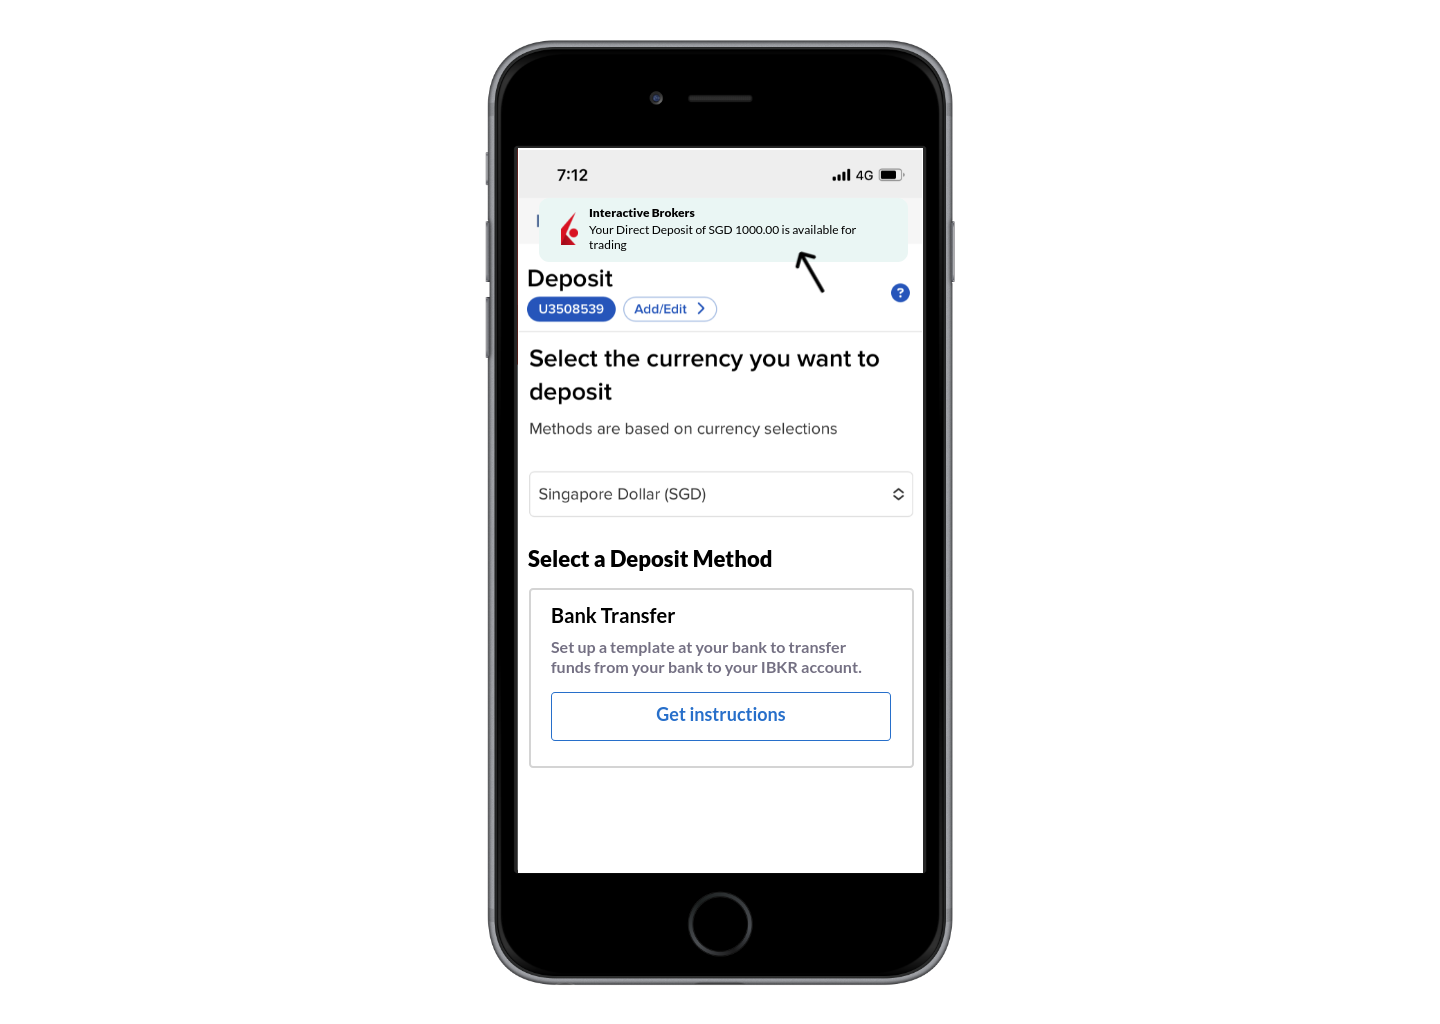 7:12
4G
Interactive Brokers
Your Direct Deposit of SGD 1000.00 is available for
trading
Deposit
?
U3508539
Add/Edit
Select the currency you want to
deposit
Methods are based on currency selections
Singapore Dollar (SGD)
Select a Deposit Method
Bank Transfer
Set up a template at your bank to transfer
funds from your bank to your IBKR account.
Get instructions